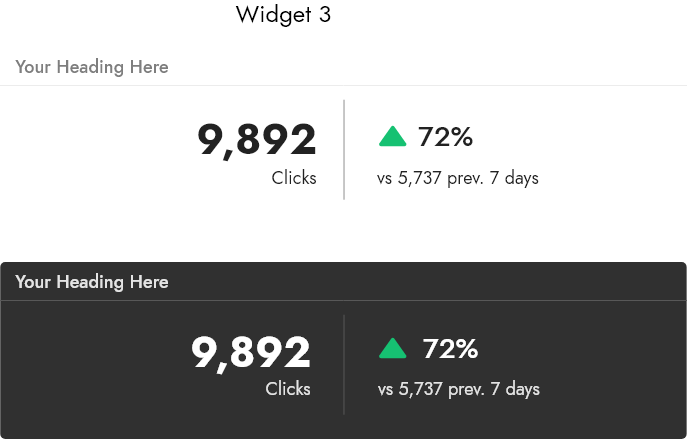 Widget 3
Your Heading Here
9,892
72%
Clicks
vs 5,737 prev. 7 days
Your Heading Here
9,892
72%
Clicks
vs 5,737 prev. 7 days